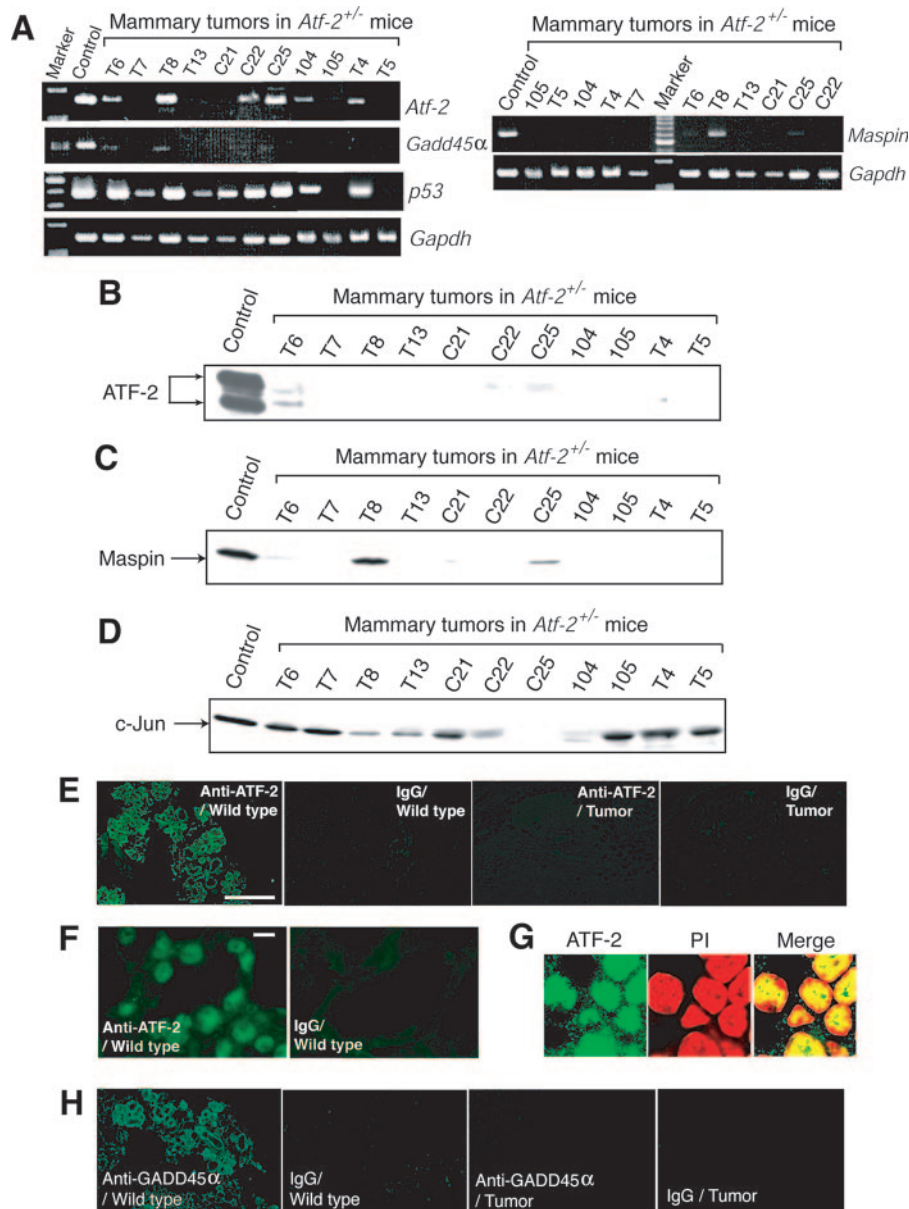 A
Mammary tumors in Atf-2+/- mice
Marker Control T6 T7 T8 T13 C21 C22 C25 104 105 T4 T5
Atf-2
Gadd45α
p53
Gapdh
Mammary tumors in Atf-2+/- mice
Control 105 T5 104 T4 T7 Marker T6 T8 T13 C21 C25 C22
Maspin
Gapdh
B
Mammary tumors in Atf-2+/- mice
Control T6 T7 T8 T13 C21 C22 C25 104 105 T4 T5
ATF-2
C
Mammary tumors in Atf-2+/- mice
Control T6 T7 T8 T13 C21 C22 C25 104 105 T4 T5
Maspin
D
Mammary tumors in Atf-2+/- mice
Control T6 T7 T8 T13 C21 C22 C25 104 105 T4 T5
c-Jun
E
Anti-ATF-2
/ Wild type
IgG/
Wild type
Anti-ATF-2
/ Tumor
IgG/
Tumor
F
Anti-ATF-2
/ Wild type
IgG/
Wild type
G
ATF-2 PI Merge
H
Anti-GADD45α
/ Wild type
IgG/
Wild type
Anti-GADD45α
/ Tumor
IgG / Tumor